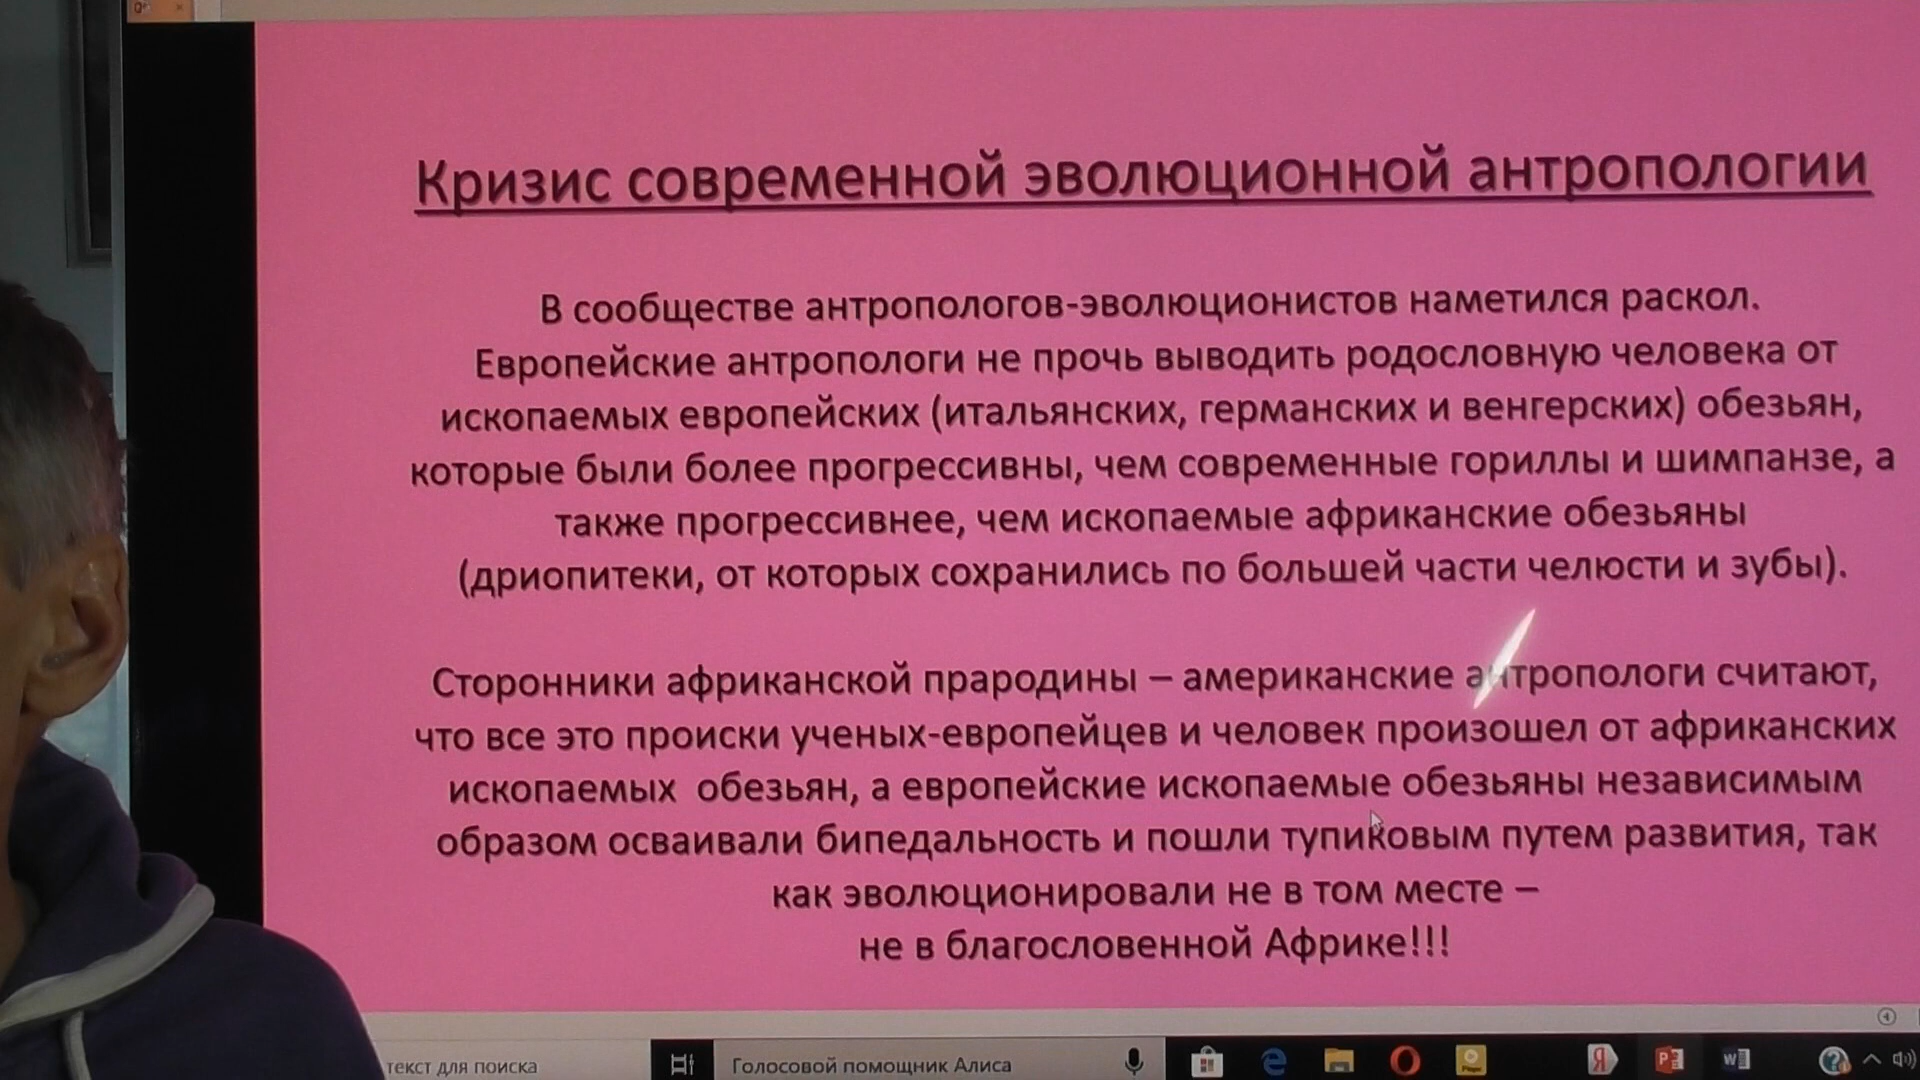 Кризис современной эволюционной антропологии
В сообществе антропологов-эволюционистов наметился раскол.
Европейские антропологи не прочь выводить родословную человека от
ископаемых европейских (итальянских, германских и венгерских) обезьян,
которые были более прогрессивны, чем современные гориллы и шимпанзе, а
также прогрессивнее, чем ископаемые африканские обезьяны
(дриопитеки, от которых сохранились по большей части челюсти и зубы).
Сторонники африканской прародины – американские антропологи считают,
что все это происки ученых-европейцев и человек произошел от африканских
ископаемых обезьян, а европейские ископаемые обезьяны независимым
образом осваивали бипедальность и пошли тупиковым путем развития, так
как эволюционировали не в том месте –
не в благословенной Африке!!!
текст для поиска
Голосовой помощник Алиса